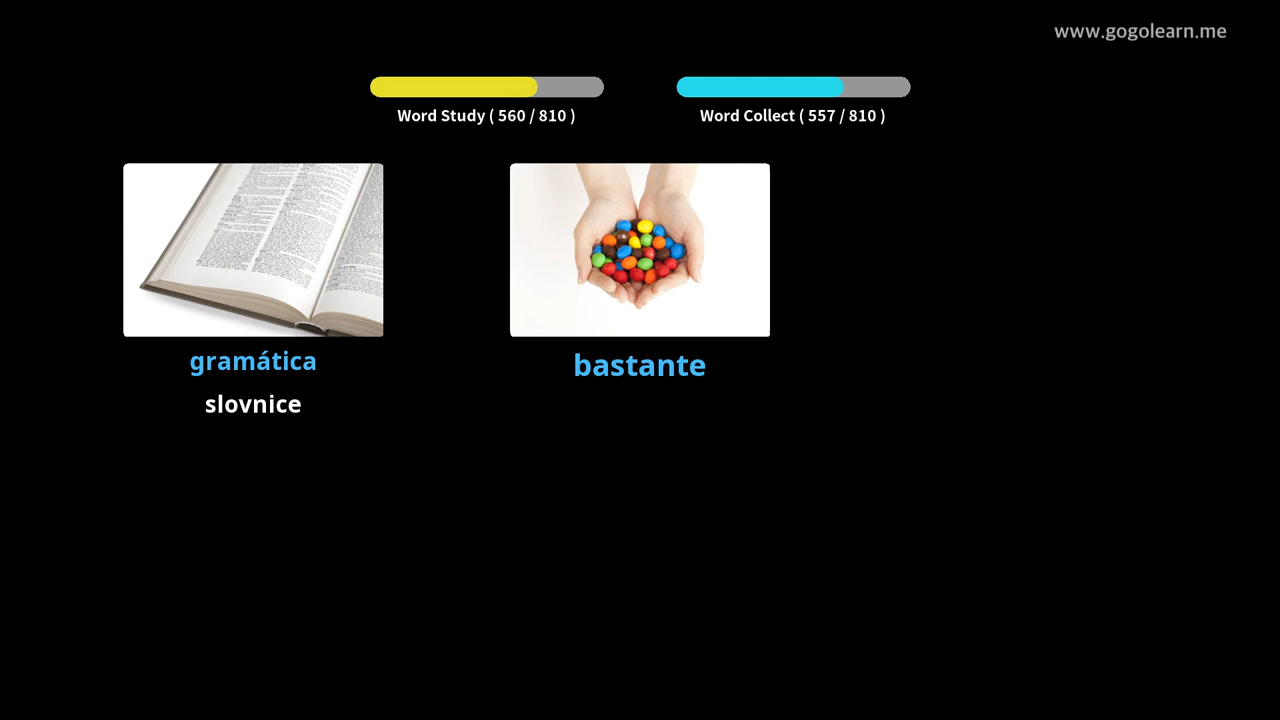 www.gogolearn.me
Word Study ( 560 / 810 )
Word Collect ( 557 / 810 )
gramática
bastante
slovnice